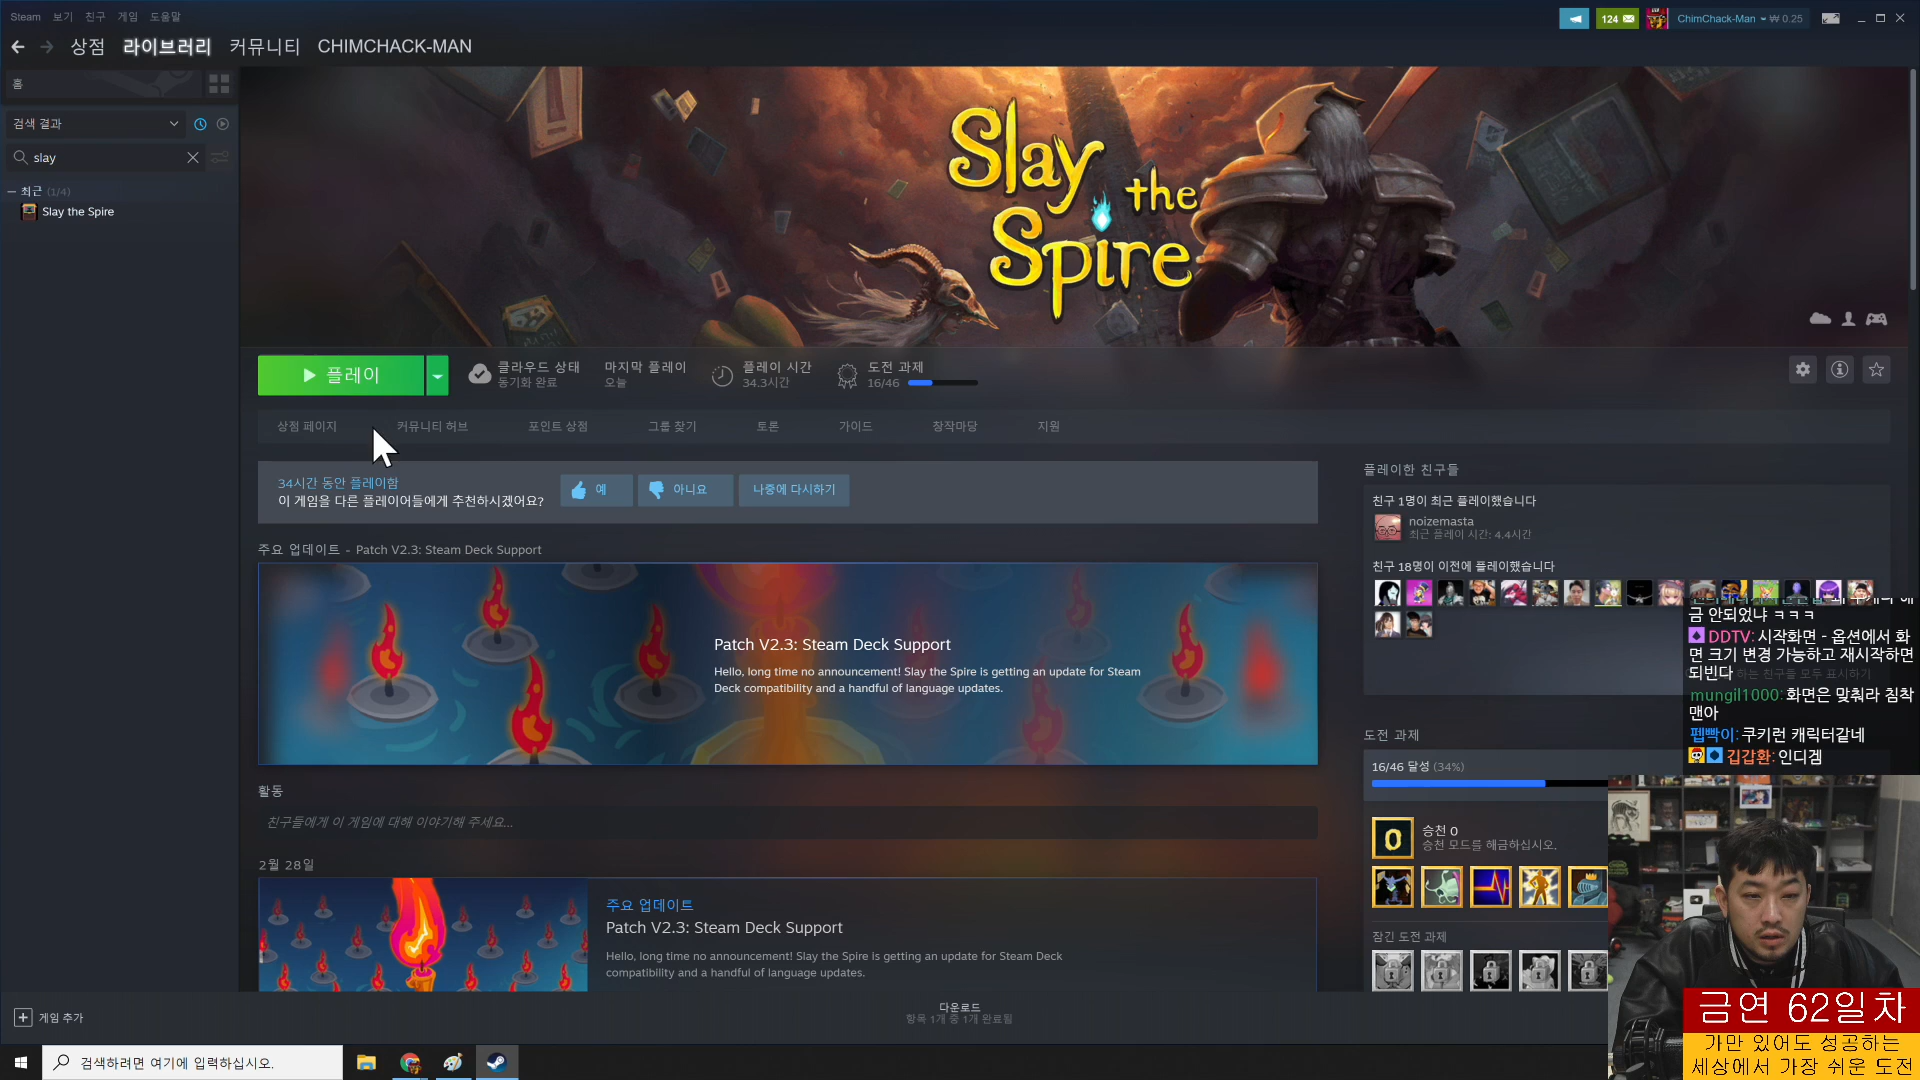 Steam 보기 친구 게임 도움말
124
ChimChack-Man ₩ 0.25
상점 라이브러리 커뮤니티 CHIMCHACK-MAN
홈
검색 결과
slay
최근 (1/4)
Slay the Spire
Slay
the
Spire
플레이
클라우드 상태
동기화 완료
마지막 플레이
오늘
플레이 시간
34.3시간
도전 과제
16/46
상점 페이지 커뮤니티 허브 포인트 상점 그룹 찾기 토론 가이드 창작마당 지원
34시간 동안 플레이함
이 게임을 다른 플레이어들에게 추천하시겠어요?
예 아니요 나중에 다시하기
주요 업데이트 - Patch V2.3: Steam Deck Support
Patch V2.3: Steam Deck Support
Hello, long time no announcement! Slay the Spire is getting an update for Steam
Deck compatibility and a handful of language updates.
활동
친구들에게 이 게임에 대해 이야기해 주세요...
2월 28일
주요 업데이트
Patch V2.3: Steam Deck Support
Hello, long time no announcement! Slay the Spire is getting an update for Steam
Deck compatibility and a handful of language updates.
플레이한 친구들
친구 1명이 최근 플레이했습니다
noizemasta
최근 플레이 시간: 4.4시간
친구 18명이 이전에 플레이했습니다
하는 친구들 모두 표시하기
도전 과제
16/46 달성 (34%)
0
승천 0
승천 모드를 해금하십시오.
잠긴 도전 과제
금 안되었냐 ㅋㅋㅋ
DDTV: 시작화면 - 옵션에서 화
면 크기 변경 가능하고 재시작하면
되빈다
mungil1000: 화면은 맞춰라 침착
맨아
펩빡이: 쿠키런 캐릭터같네
김갑환: 인디겜
금연 62일차
가만 있어도 성공하는
세상에서 가장 쉬운 도전
게임 추가
다운로드
항목 1개 중 1개 완료됨
검색하려면 여기에 입력하십시오.